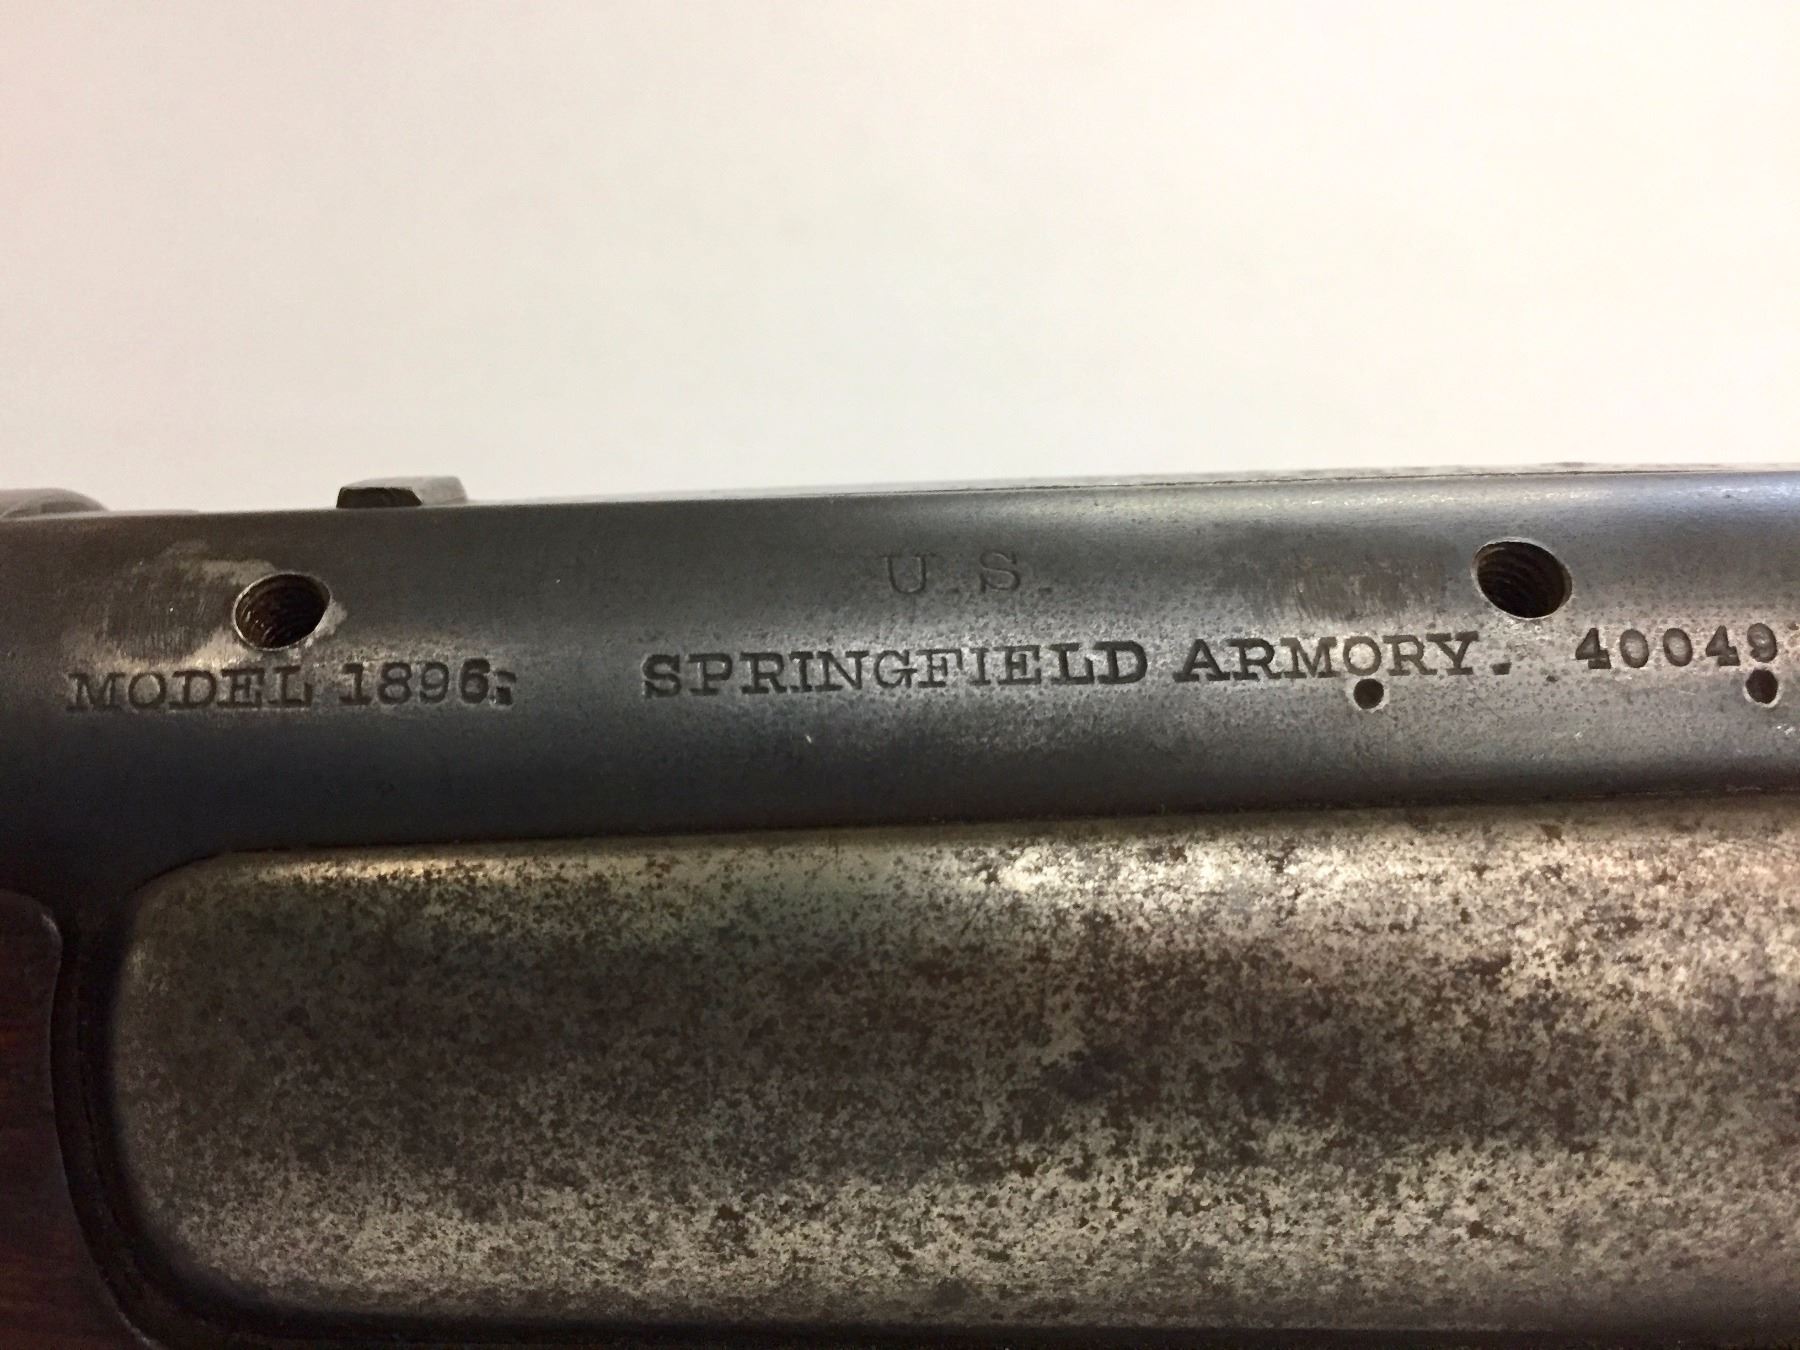 U.S.
MODEL 1896. SPRINGFIELD ARMORY. 40049